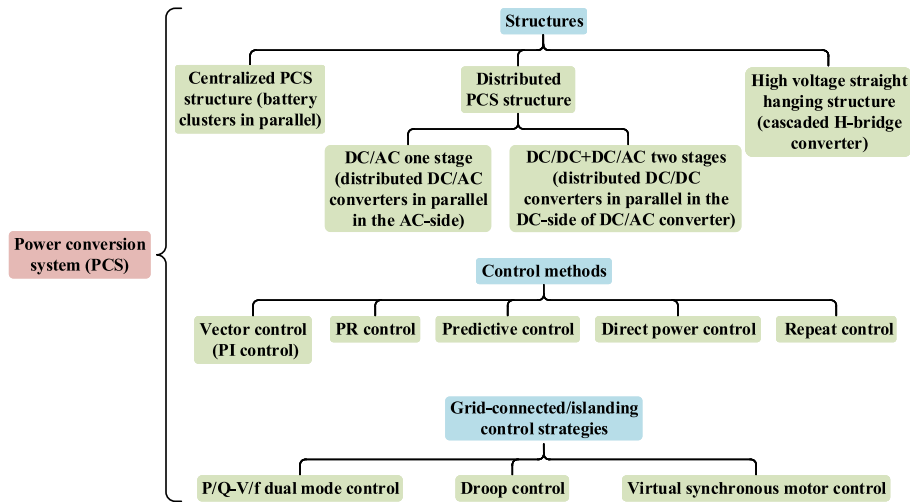 Structures
Centralized PCS
structure (battery
clusters in parallel)
Distributed
PCS structure
High voltage straight
hanging structure
(cascaded H-bridge
converter)
DC/AC one stage
(distributed DC/AC
converters in parallel
in the AC-side)
DC/DC+DC/AC two stages
(distributed DC/DC
converters in parallel in the
DC-side of DC/AC converter)
Power conversion
system (PCS)
Control methods
Vector control
(PI control)
PR control
Predictive control
Direct power control
Repeat control
Grid-connected/islanding
control strategies
P/Q-V/f dual mode control
Droop control
Virtual synchronous motor control